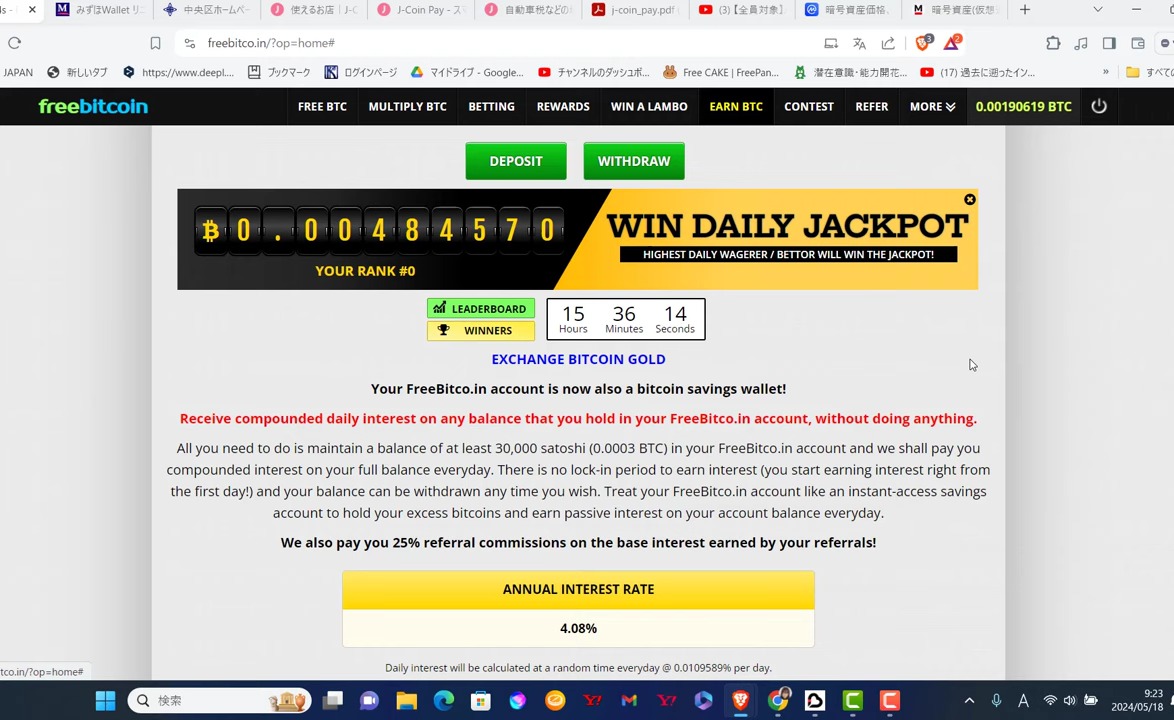 みずほWallet リニ
中央区ホームペー
使えるお店 | J-C
J-Coin Pay - スマ
自動車税などの
j-coin_pay.pdf
(3) 【全員対象】
暗号資産価格、
暗号資産(仮想
freebitco.in/?op=home#
3
2
JAPAN
新しいタブ
https://www.deepl....
ブックマーク
ログインページ
マイドライブ - Google...
チャンネルのダッシュボ...
Free CAKE | FreePan...
潜在意識・能力開花...
(17) 過去に遡ったイン...
»
すべての
freebitcoin
FREE BTC
MULTIPLY BTC
BETTING
REWARDS
WIN A LAMBO
EARN BTC
CONTEST
REFER
MORE
0.00190619 BTC
DEPOSIT
WITHDRAW
0.00484570
YOUR RANK #0
WIN DAILY JACKPOT
HIGHEST DAILY WAGERER / BETTOR WILL WIN THE JACKPOT!
LEADERBOARD
WINNERS
15 36 14
Hours Minutes Seconds
EXCHANGE BITCOIN GOLD
Your FreeBitco.in account is now also a bitcoin savings wallet!
Receive compounded daily interest on any balance that you hold in your FreeBitco.in account, without doing anything.
All you need to do is maintain a balance of at least 30,000 satoshi (0.0003 BTC) in your FreeBitco.in account and we shall pay you
compounded interest on your full balance everyday. There is no lock-in period to earn interest (you start earning interest right from
the first day!) and your balance can be withdrawn any time you wish. Treat your FreeBitco.in account like an instant-access savings
account to hold your excess bitcoins and earn passive interest on your account balance everyday.
We also pay you 25% referral commissions on the base interest earned by your referrals!
ANNUAL INTEREST RATE
4.08%
Daily interest will be calculated at a random time everyday @ 0.0109589% per day.
tco.in/?op=home#
検索
A
9:23
2024/05/18